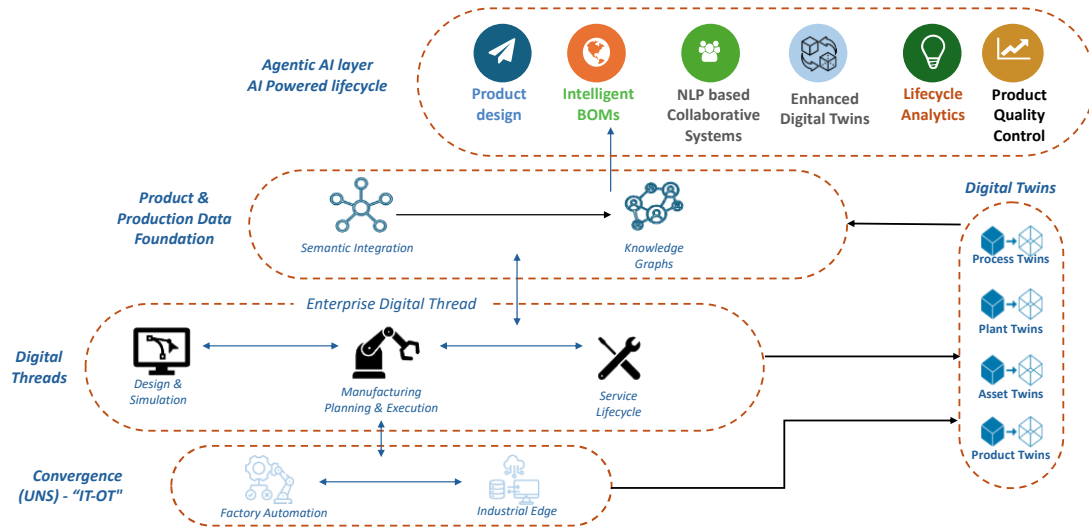 Agentic AI layer
AI Powered lifecycle
Product
design
Intelligent
BOMs
NLP based
Collaborative
Systems
Enhanced
Digital Twins
Lifecycle
Analytics
Product
Quality
Control
Product &
Production Data
Foundation
Semantic Integration
Knowledge
Graphs
Digital Twins
Process Twins
Plant Twins
Asset Twins
Product Twins
Enterprise Digital Thread
Digital
Threads
Design &
Simulation
Manufacturing
Planning & Execution
Service
Lifecycle
Convergence
(UNS) - “IT-OT"
Factory Automation
Industrial Edge